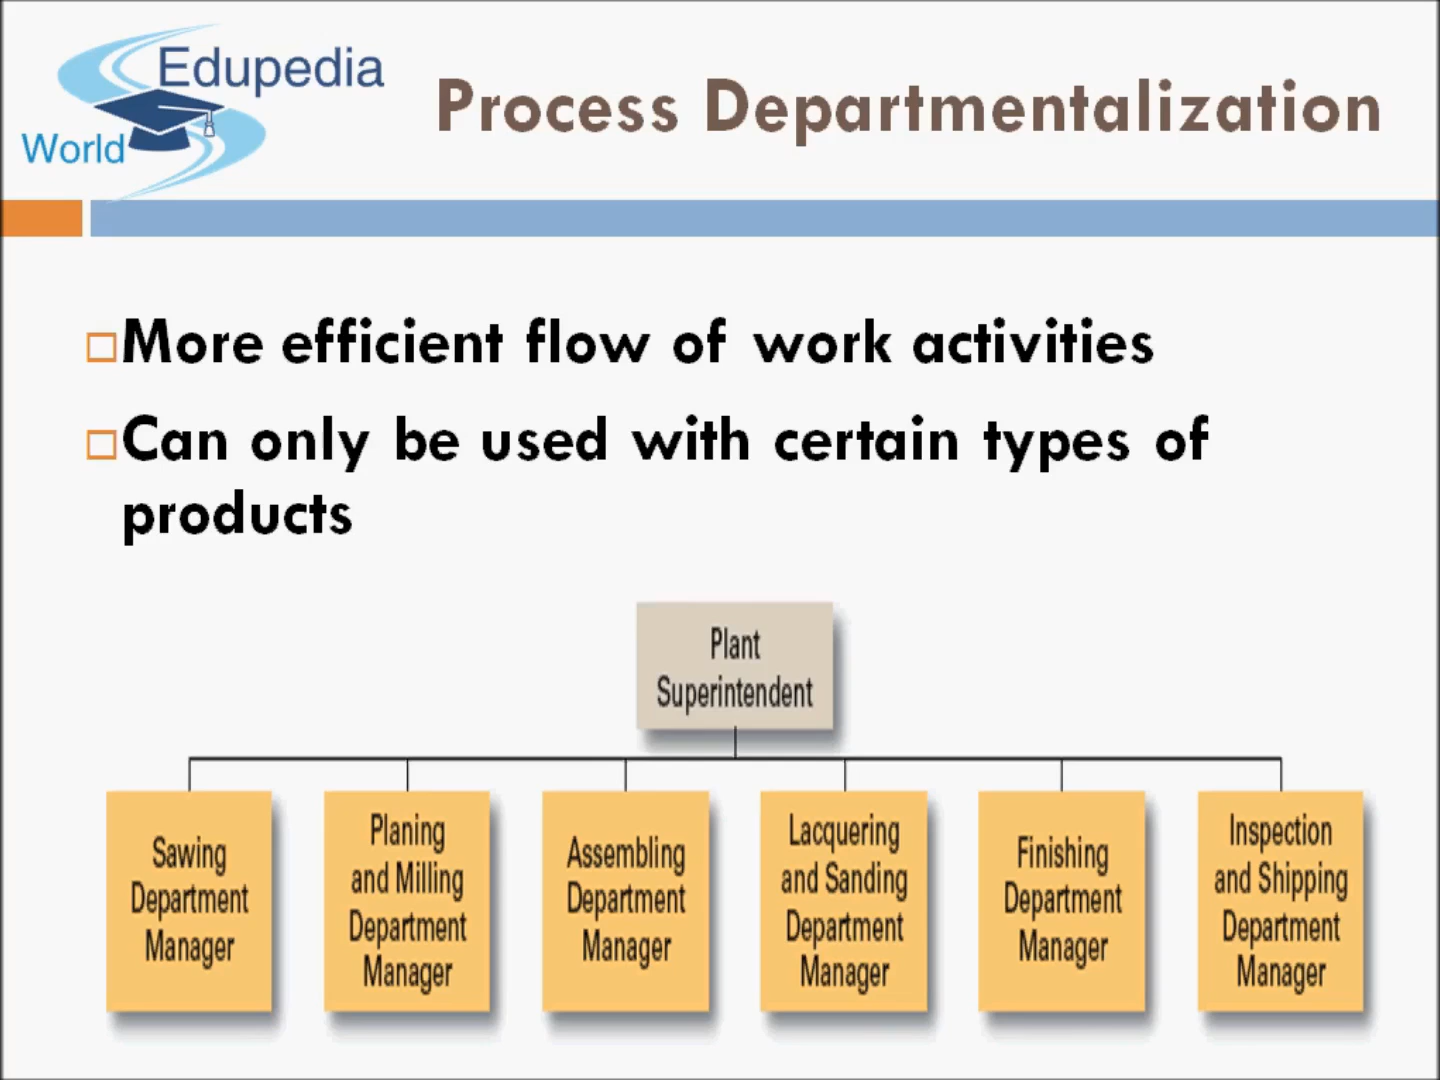 Edupedia
World
Process Departmentalization
More efficient flow of work activities
Can only be used with certain types of
products
Plant
Superintendent
Sawing
Department
Manager
Planing
and Milling
Department
Manager
Assembling
Department
Manager
Lacquering
and Sanding
Department
Manager
Finishing
Department
Manager
Inspection
and Shipping
Department
Manager